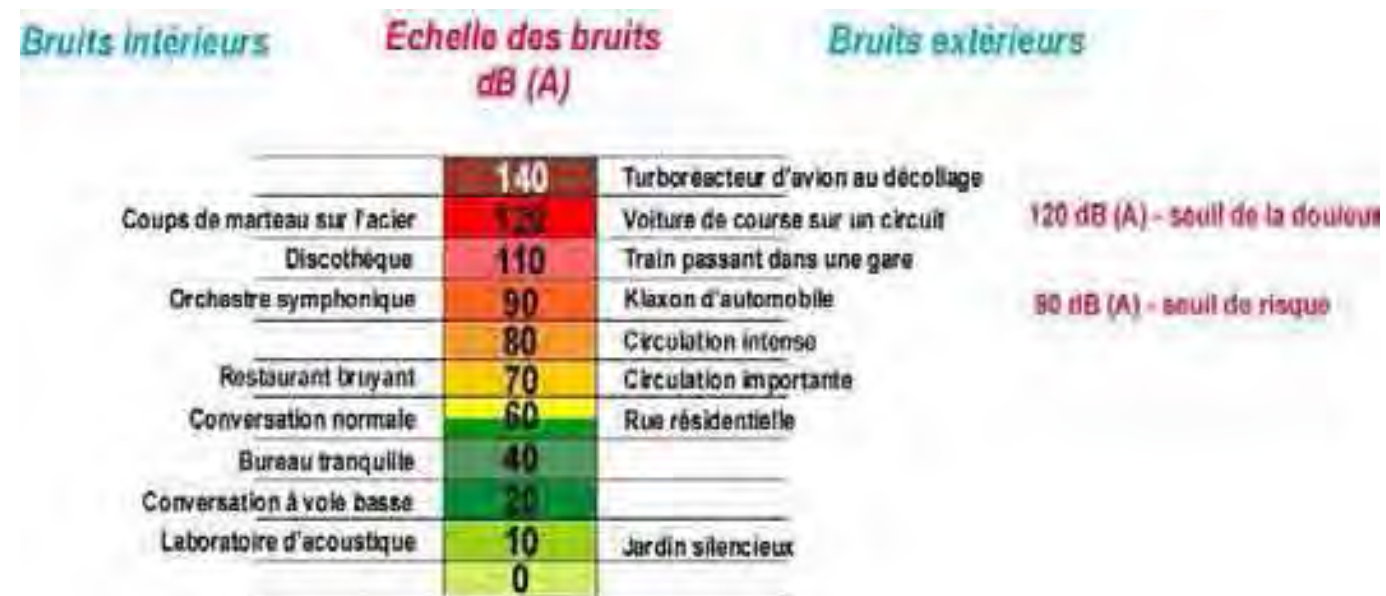 Bruits intérieurs
Echelle des bruits
dB (A)
Bruits extérieurs
140 Turboréacteur d'avion au décollage
Coups de marteau sur l'acier 120 Voiture de course sur un circuit
120 dB (A) - seuil de la douleur
Discothèque 110 Train passant dans une gare
Orchestre symphonique 90 Klaxon d'automobile
90 dB (A) - seuil de risque
80 Circulation intense
Restaurant bruyant 70 Circulation importante
Conversation normale 60 Rue résidentielle
Bureau tranquille 40
Conversation à voie basse 20
Laboratoire d'acoustique 10 Jardin silencieux
0